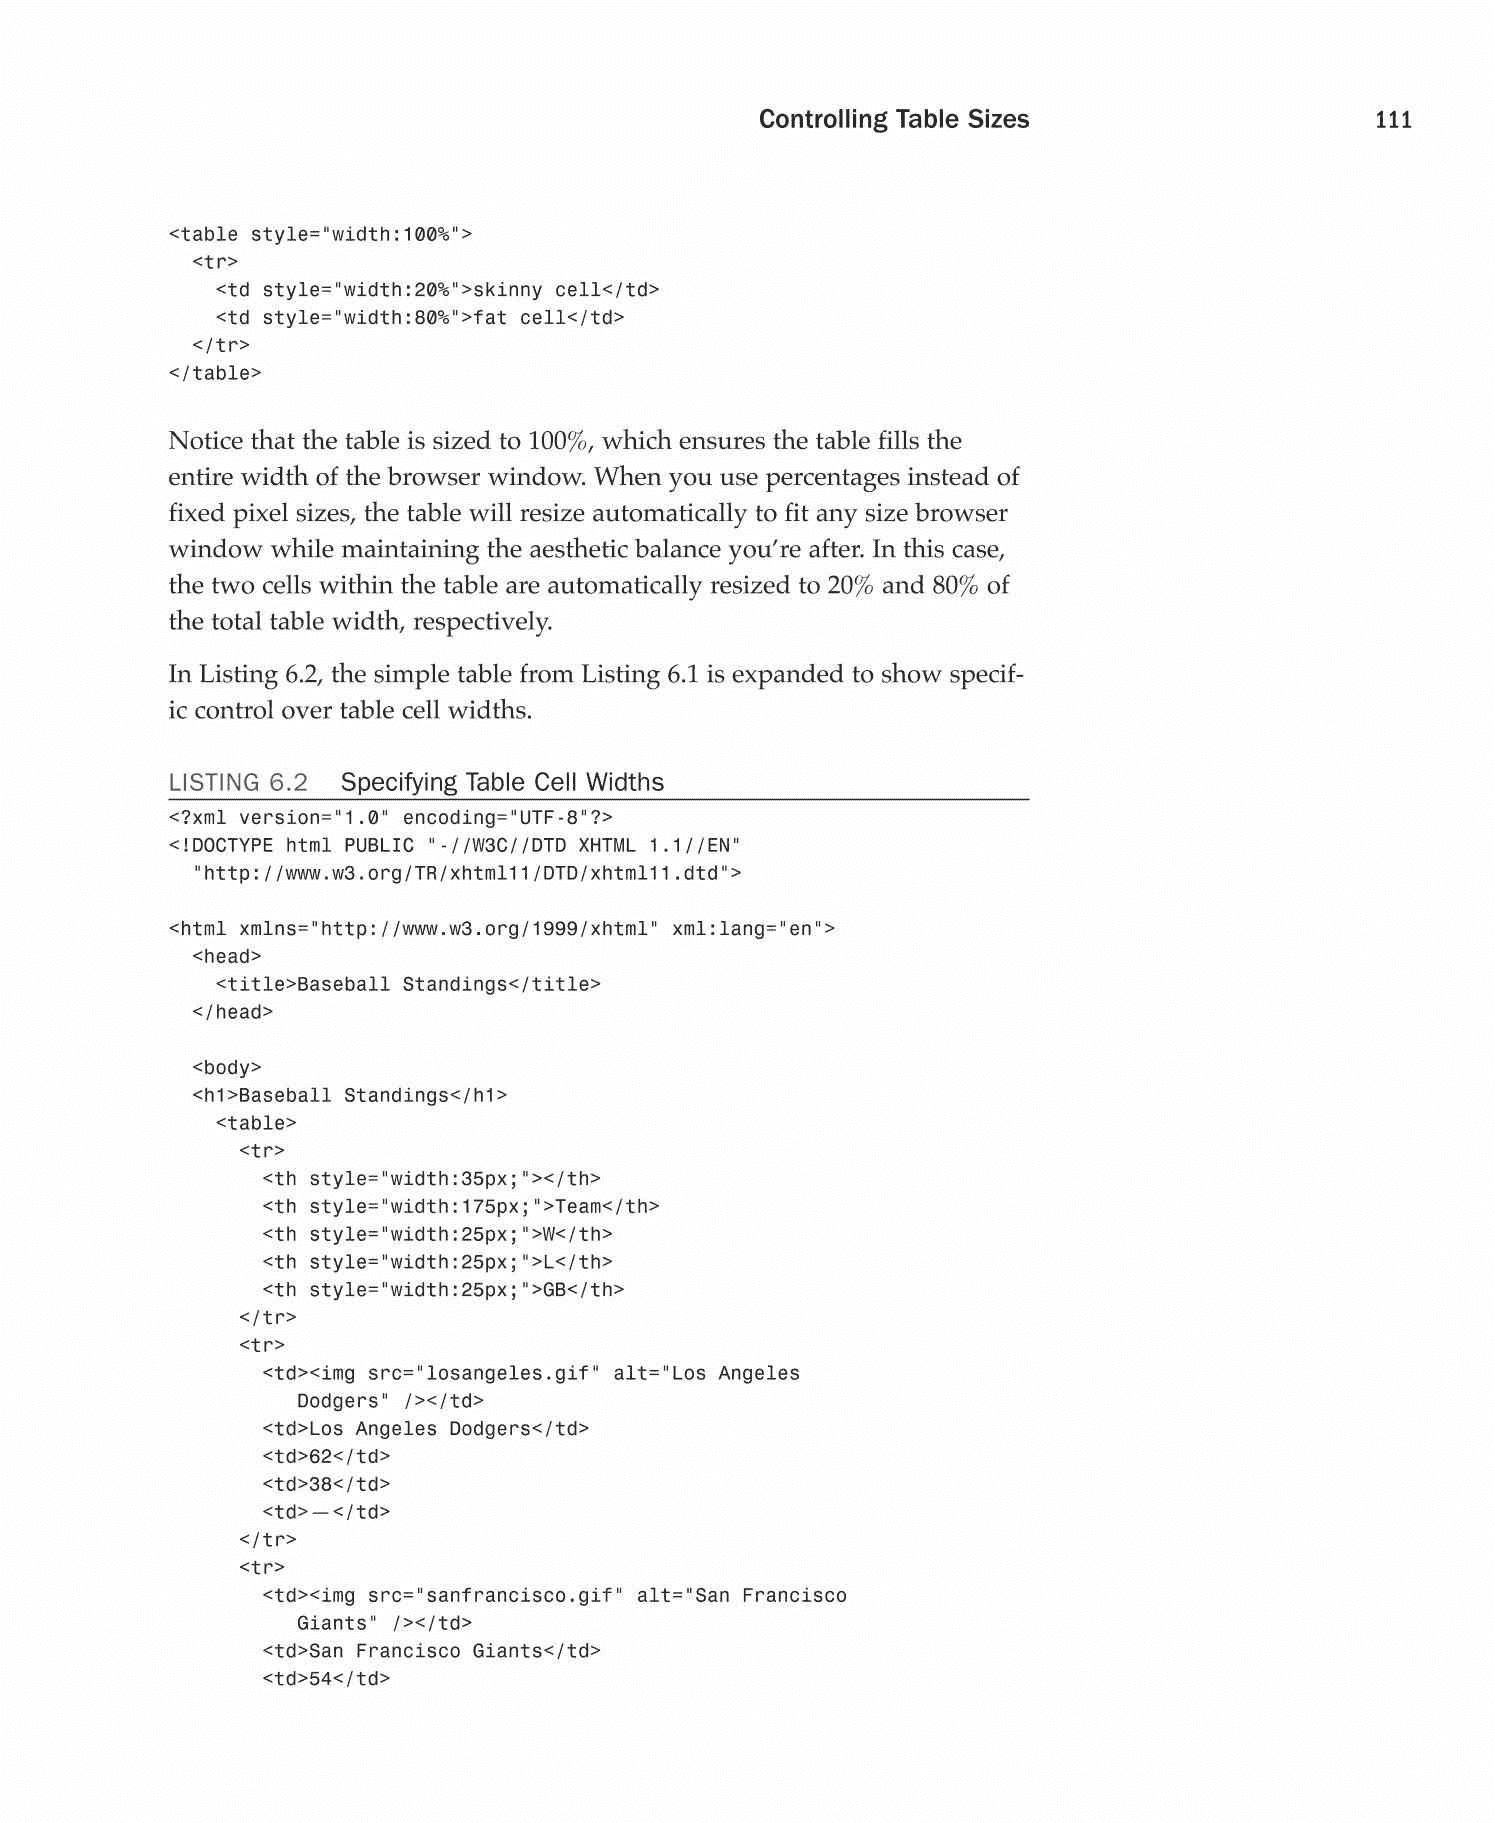 Controlling Table Sizes 111
<table style="width:100%">
  <tr>
    <td style="width:20%">skinny cell</td>
    <td style="width:80%">fat cell</td>
  </tr>
</table>
Notice that the table is sized to 100%, which ensures the table fills the
entire width of the browser window. When you use percentages instead of
fixed pixel sizes, the table will resize automatically to fit any size browser
window while maintaining the aesthetic balance you're after. In this case,
the two cells within the table are automatically resized to 20% and 80% of
the total table width, respectively.
In Listing 6.2, the simple table from Listing 6.1 is expanded to show specif-
ic control over table cell widths.
LISTING 6.2 Specifying Table Cell Widths
<?xml version="1.0" encoding="UTF-8"?>
<!DOCTYPE html PUBLIC "-//W3C//DTD XHTML 1.1//EN"
  "http://www.w3.org/TR/xhtml11/DTD/xhtml11.dtd">
<html xmlns="http://www.w3.org/1999/xhtml" xml:lang="en">
  <head>
    <title>Baseball Standings</title>
  </head>
  <body>
  <h1>Baseball Standings</h1>
    <table>
      <tr>
        <th style="width:35px;"></th>
        <th style="width:175px;">Team</th>
        <th style="width:25px;">W</th>
        <th style="width:25px;">L</th>
        <th style="width:25px;">GB</th>
      </tr>
      <tr>
        <td><img src="losangeles.gif" alt="Los Angeles
           Dodgers" /></td>
        <td>Los Angeles Dodgers</td>
        <td>62</td>
        <td>38</td>
        <td>—</td>
      </tr>
      <tr>
        <td><img src="sanfrancisco.gif" alt="San Francisco
           Giants" /></td>
        <td>San Francisco Giants</td>
        <td>54</td>